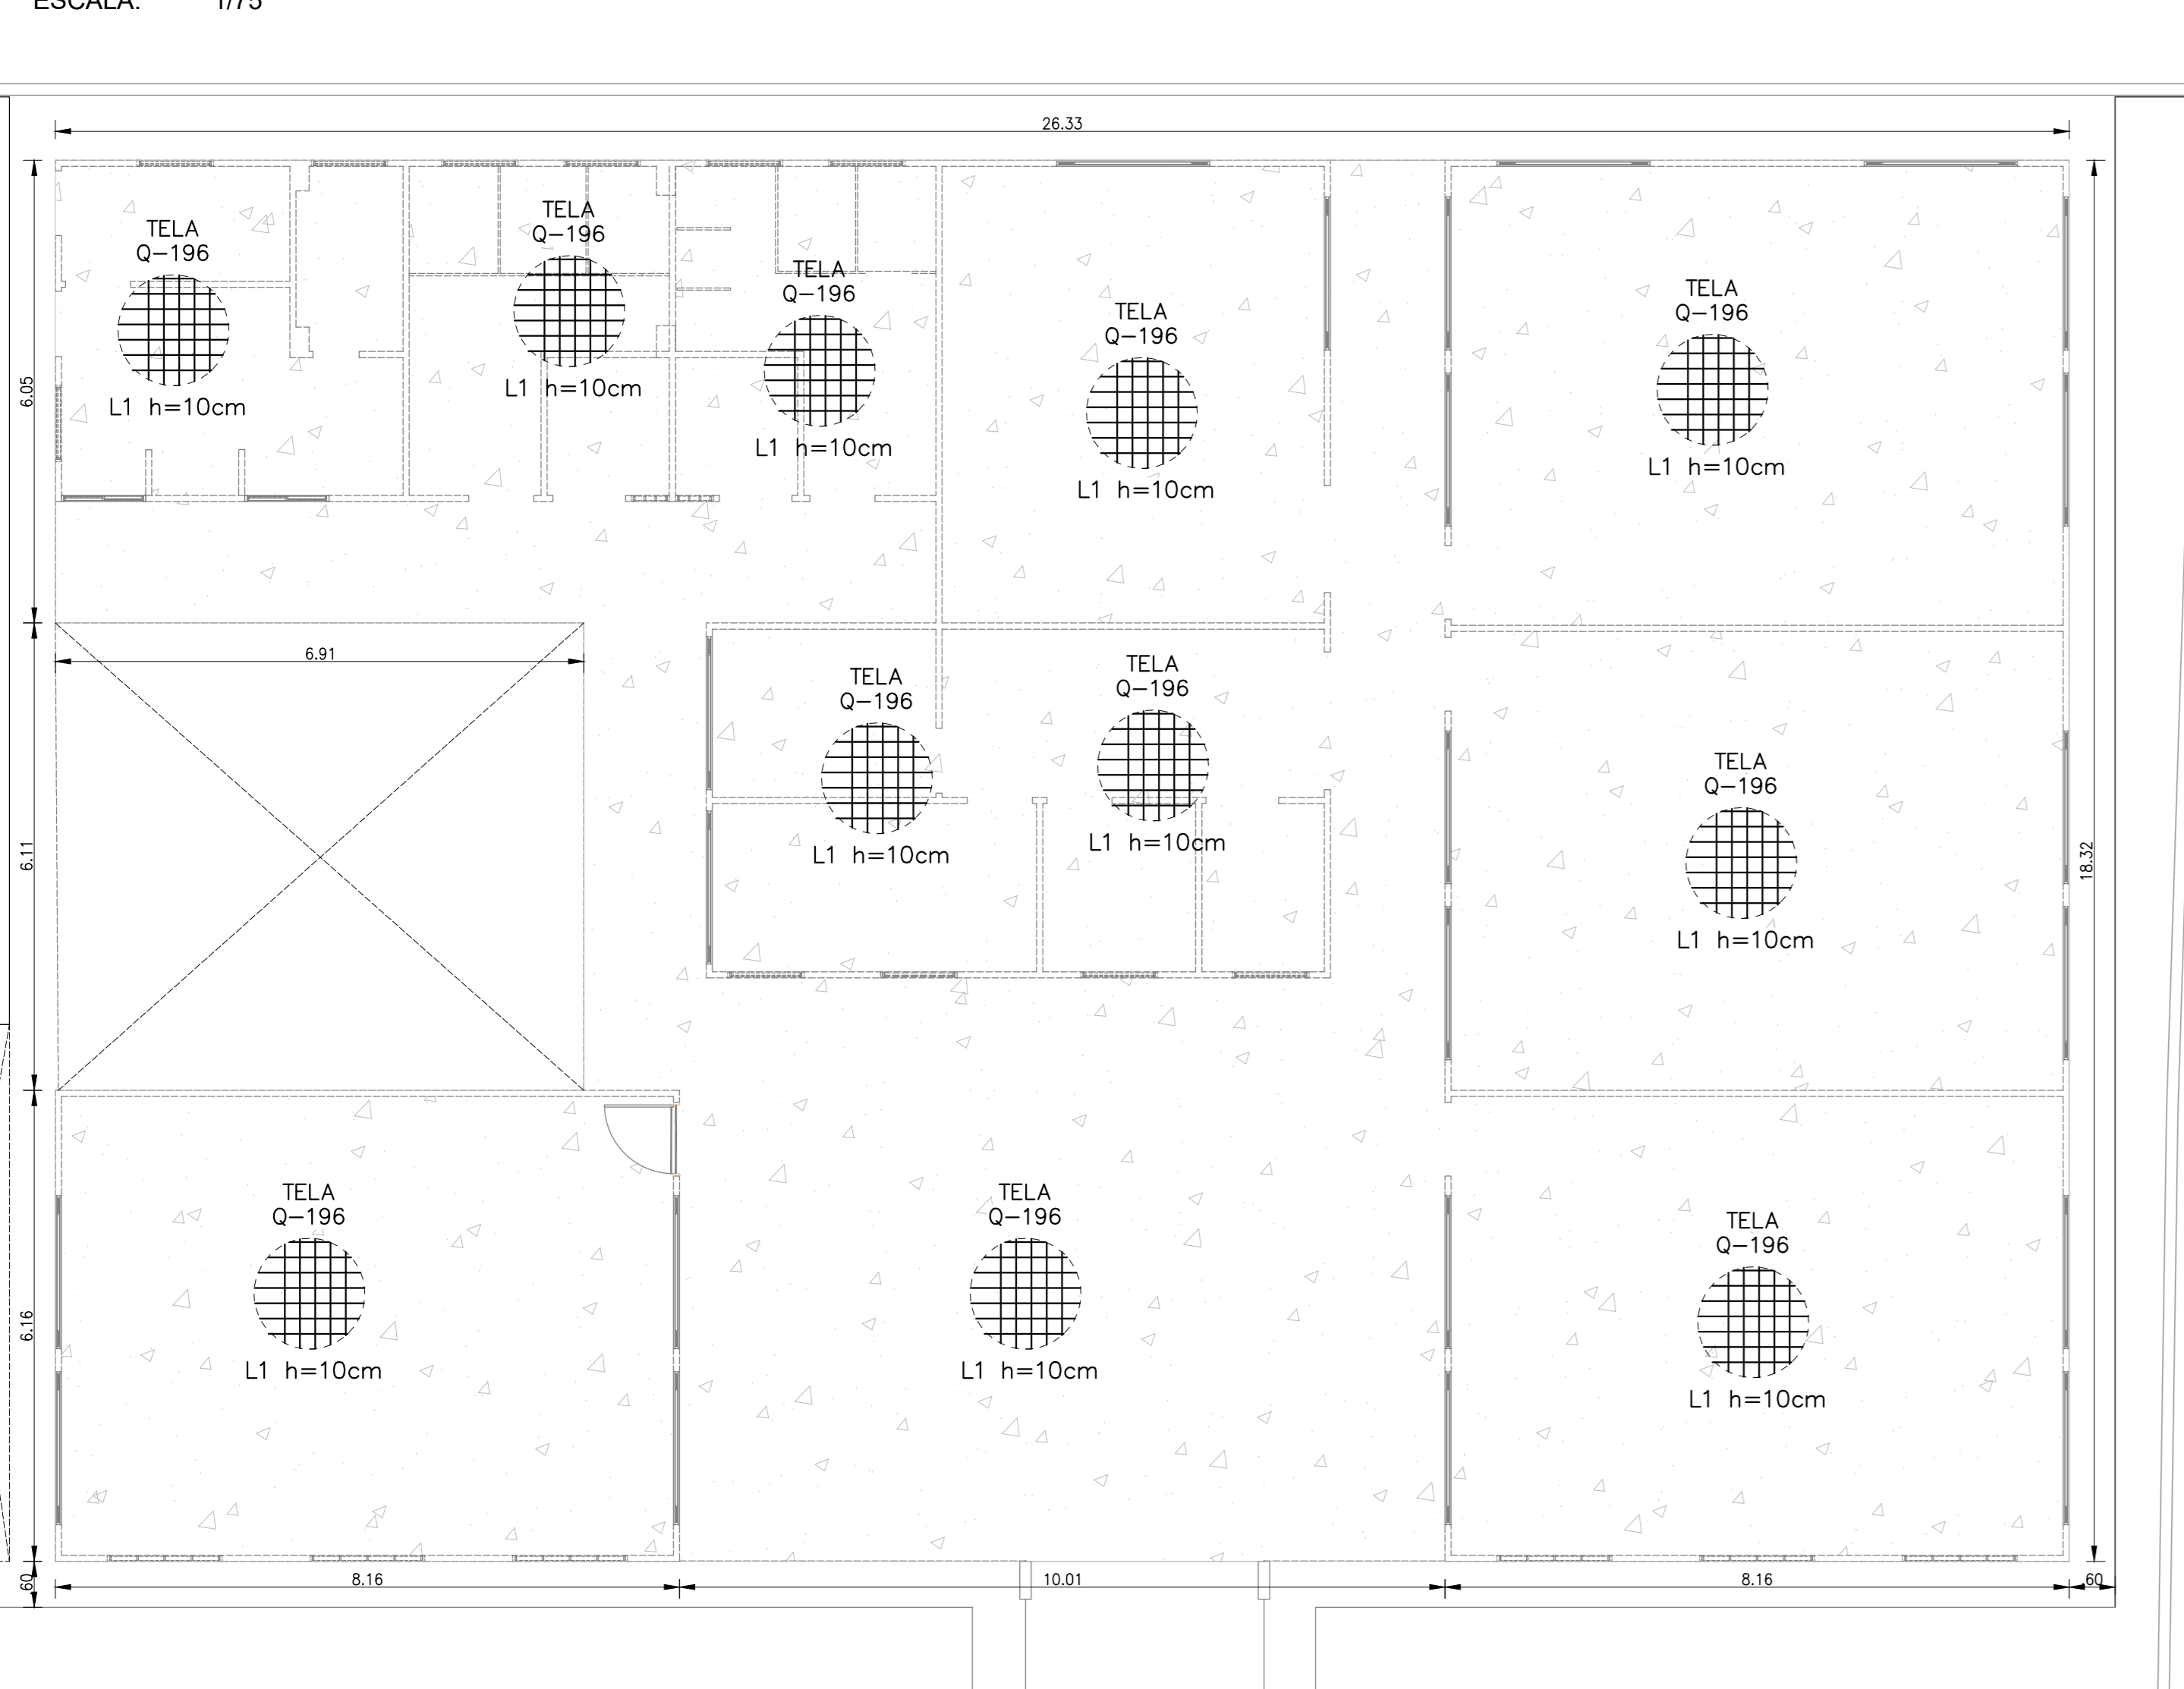 ESCALA: 1/75
26.33
TELA
Q-196
L1 h=10cm
TELA
Q-196
L1 h=10cm
TELA
Q-196
L1 h=10cm
TELA
Q-196
L1 h=10cm
TELA
Q-196
L1 h=10cm
6.05
6.91
TELA
Q-196
L1 h=10cm
TELA
Q-196
L1 h=10cm
TELA
Q-196
L1 h=10cm
6.11
18.32
TELA
Q-196
L1 h=10cm
TELA
Q-196
L1 h=10cm
TELA
Q-196
L1 h=10cm
6.16
.60
8.16
10.01
8.16
.60